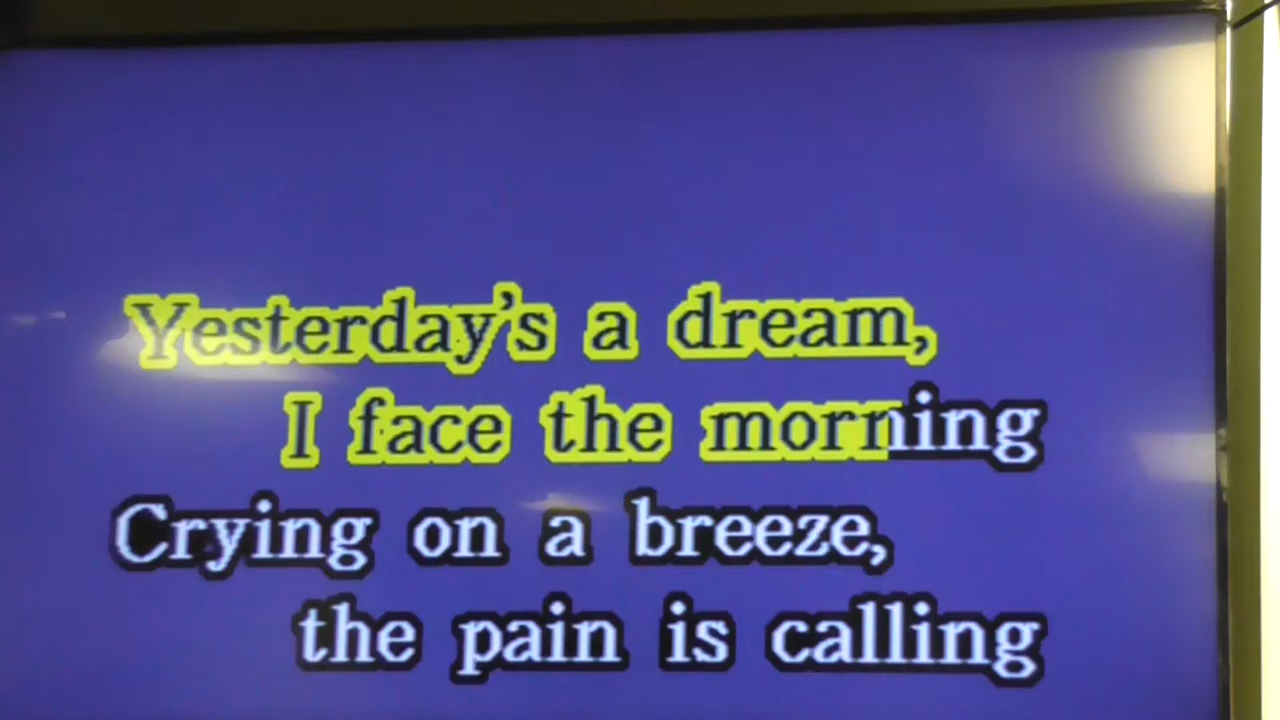 Yesterday's a dream,
I face the morning
Crying on a breeze,
the pain is calling